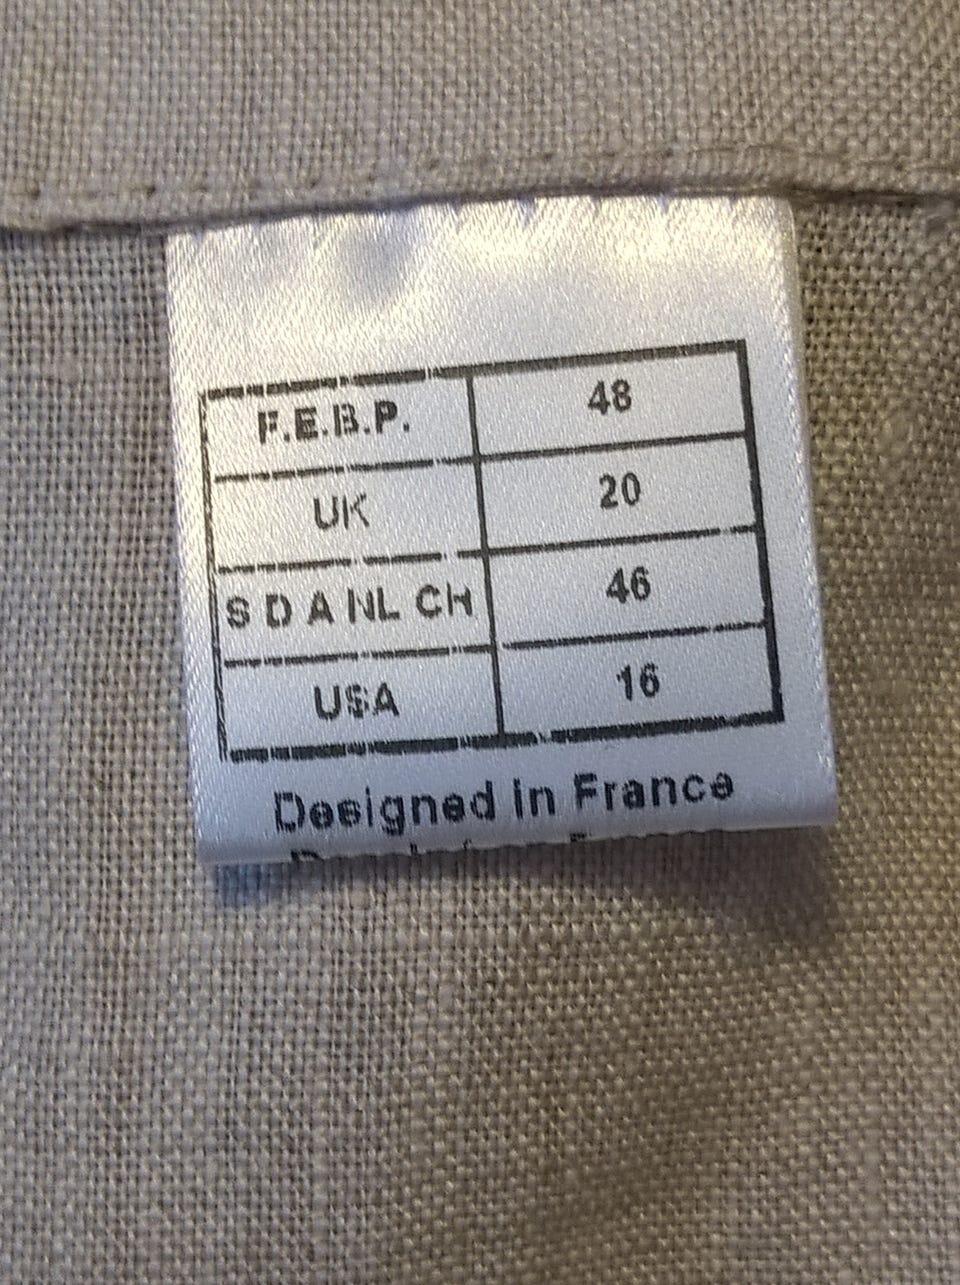 F.E.B.P. 48
UK 20
S D A NL CH 46
USA 16
Designed in France